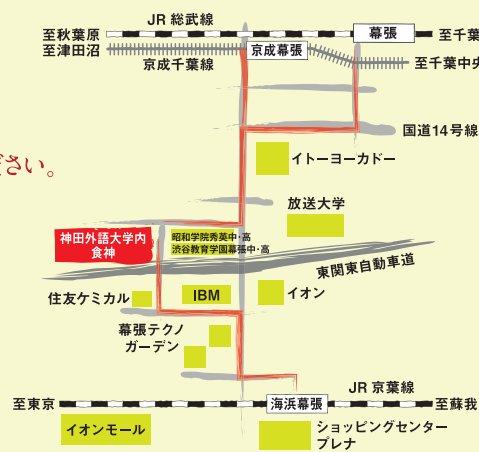 JR 総武線
至秋葉原
幕張
至千葉
至津田沼
京成幕張
京成千葉線
至千葉中央
国道14号線
イトーヨーカドー
ださい。
放送大学
神田外語大学内
食神
昭和学院秀英中・高
渋谷教育学園幕張中・高
東関東自動車道
住友ケミカル
IBM
イオン
幕張テクノ
ガーデン
JR 京葉線
至東京
海浜幕張
至蘇我
イオンモール
ショッピングセンター
プレナ